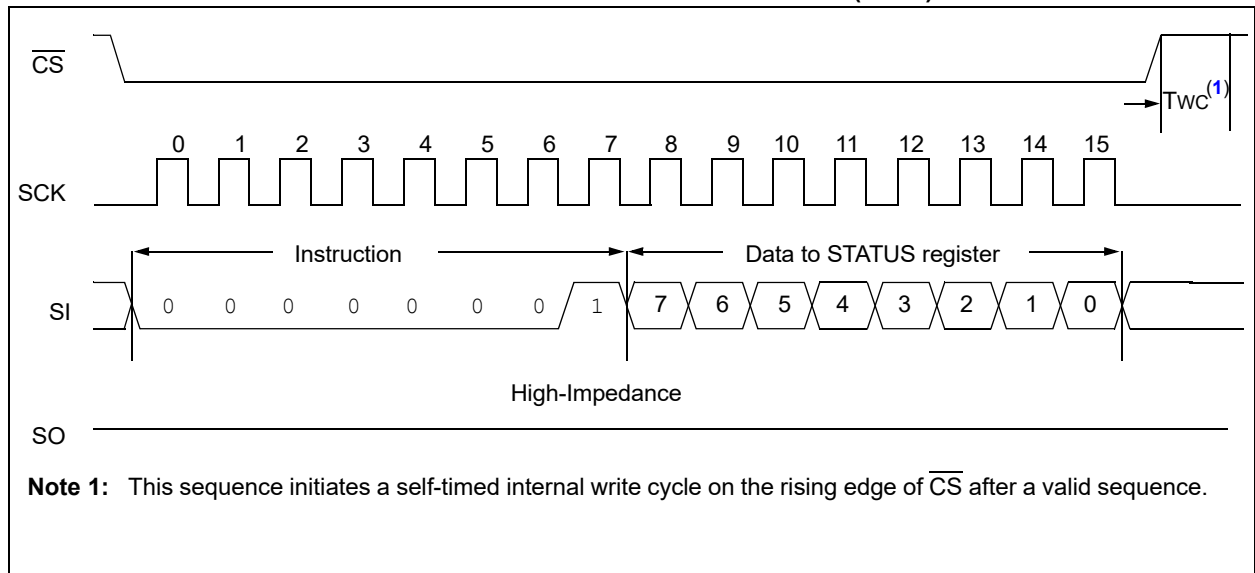 CS
TWC(1)
0 1 2 3 4 5 6 7 8 9 10 11 12 13 14 15
SCK
Instruction Data to STATUS register
SI 0 0 0 0 0 0 0 1 7 6 5 4 3 2 1 0
High-Impedance
SO
Note 1: This sequence initiates a self-timed internal write cycle on the rising edge of CS after a valid sequence.